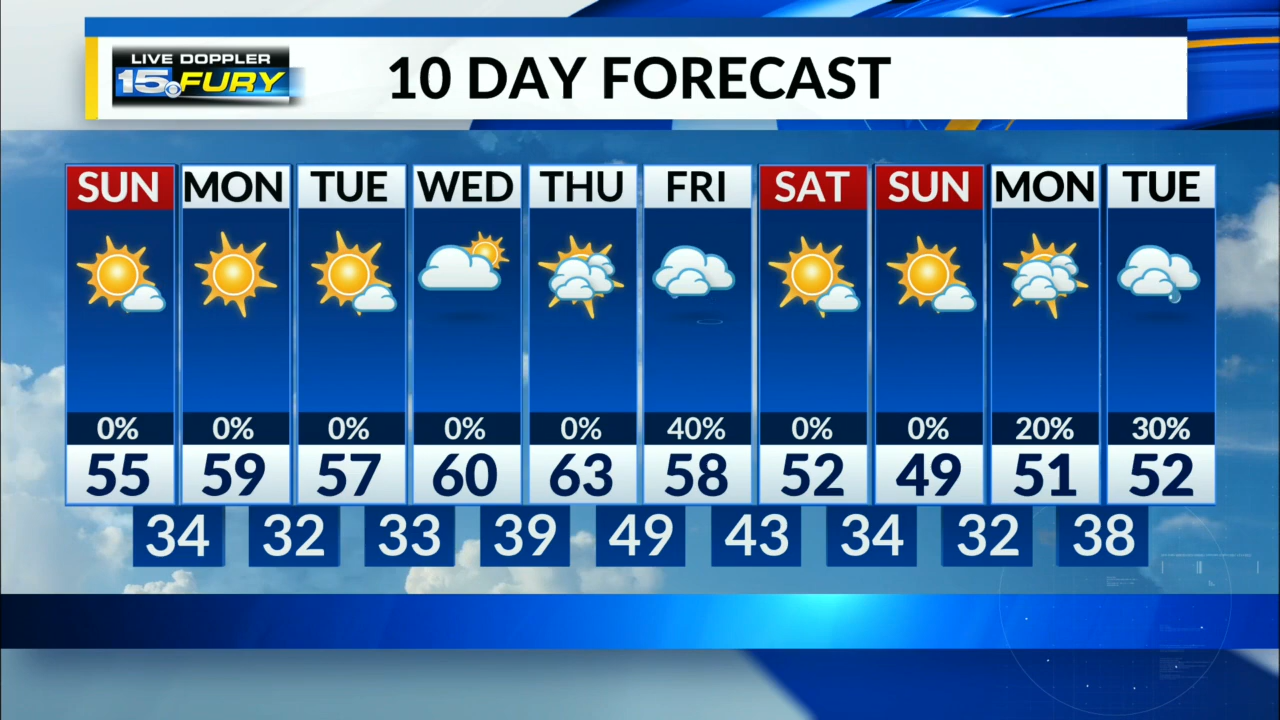 LIVE DOPPLER
15 FURY
10 DAY FORECAST
SUN MON TUE WED THU FRI SAT SUN MON TUE
0% 0% 0% 0% 0% 40% 0% 0% 20% 30%
55 59 57 60 63 58 52 49 51 52
34 32 33 39 49 43 34 32 38